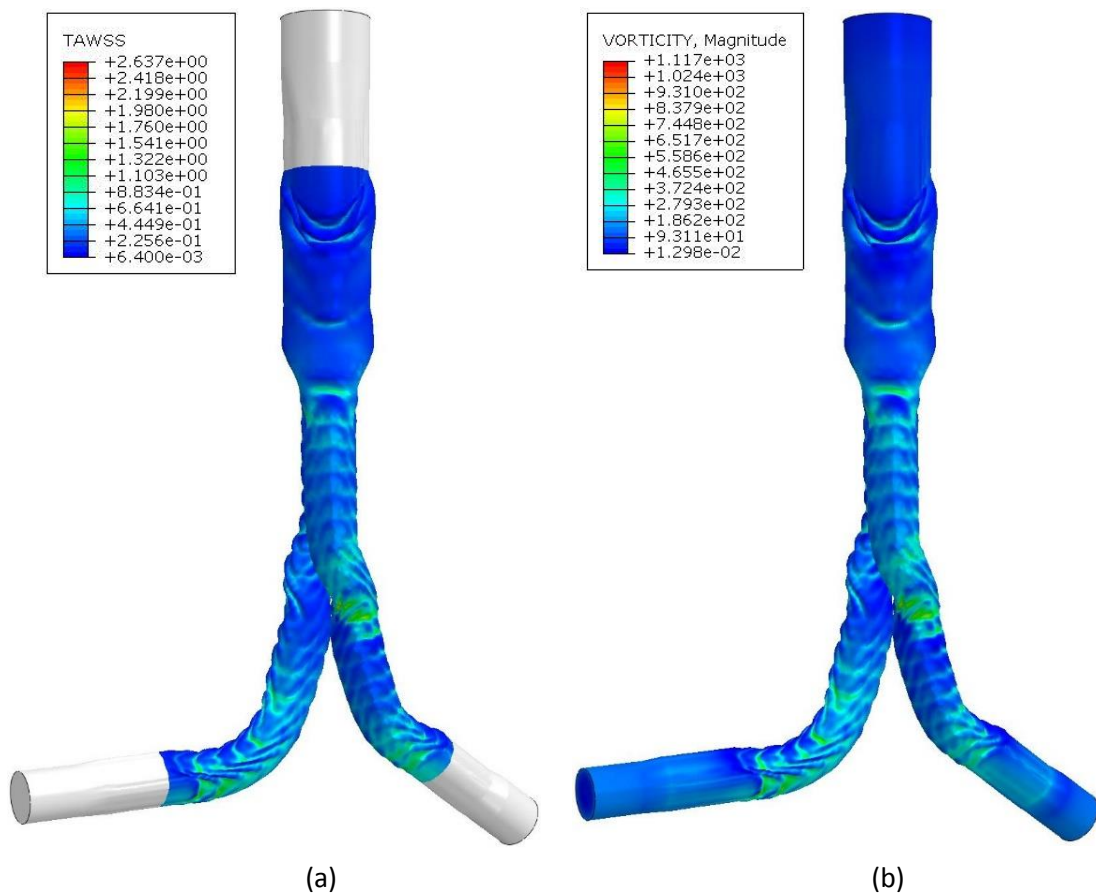 TAWSS
+2.637e+00
+2.418e+00
+2.199e+00
+1.980e+00
+1.760e+00
+1.541e+00
+1.322e+00
+1.103e+00
+8.834e-01
+6.641e-01
+4.449e-01
+2.256e-01
+6.400e-03
VORTICITY, Magnitude
+1.117e+03
+1.024e+03
+9.310e+02
+8.379e+02
+7.448e+02
+6.517e+02
+5.586e+02
+4.655e+02
+3.724e+02
+2.793e+02
+1.862e+02
+9.311e+01
+1.298e-02
(a)
(b)